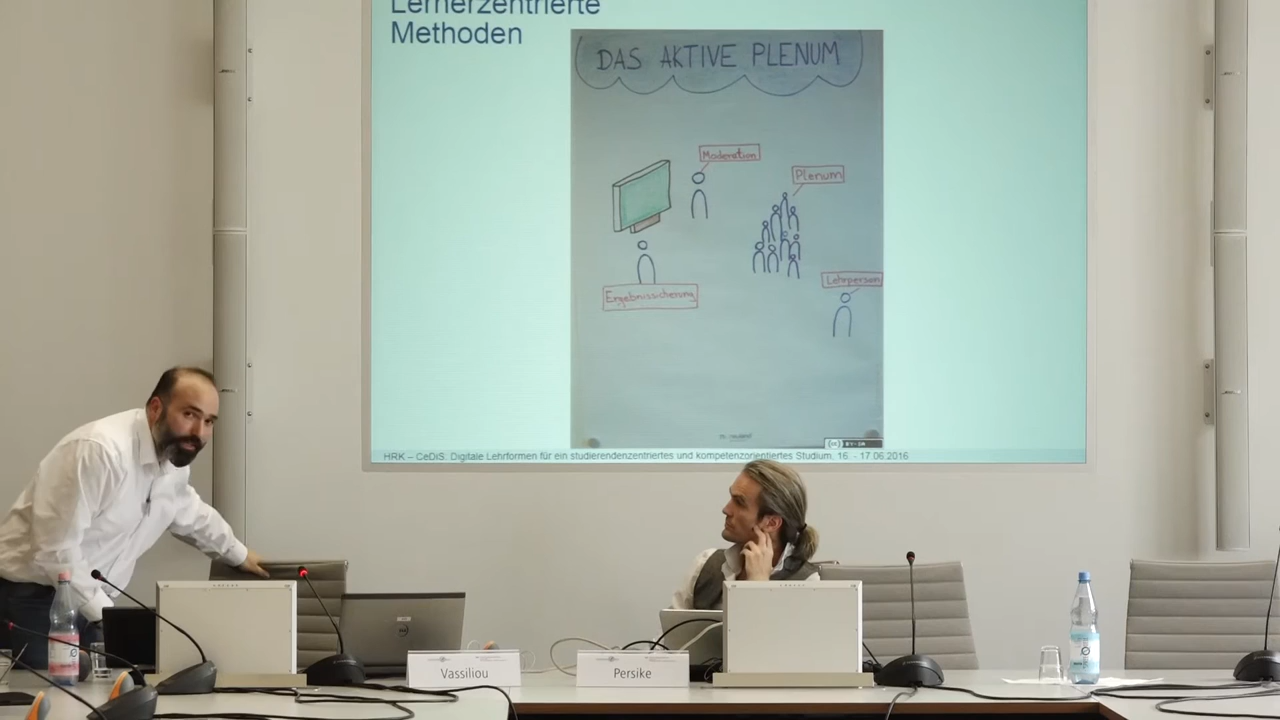 Lernerzentrierte
Methoden
DAS AKTIVE PLENUM
Moderation
Plenum
Lehrperson
Ergebnissicherung
HRK – CeDiS: Digitale Lehrformen für ein studierendenzentriertes und kompetenzorientiertes Studium, 16. - 17.06.2016
Vassiliou
Persike